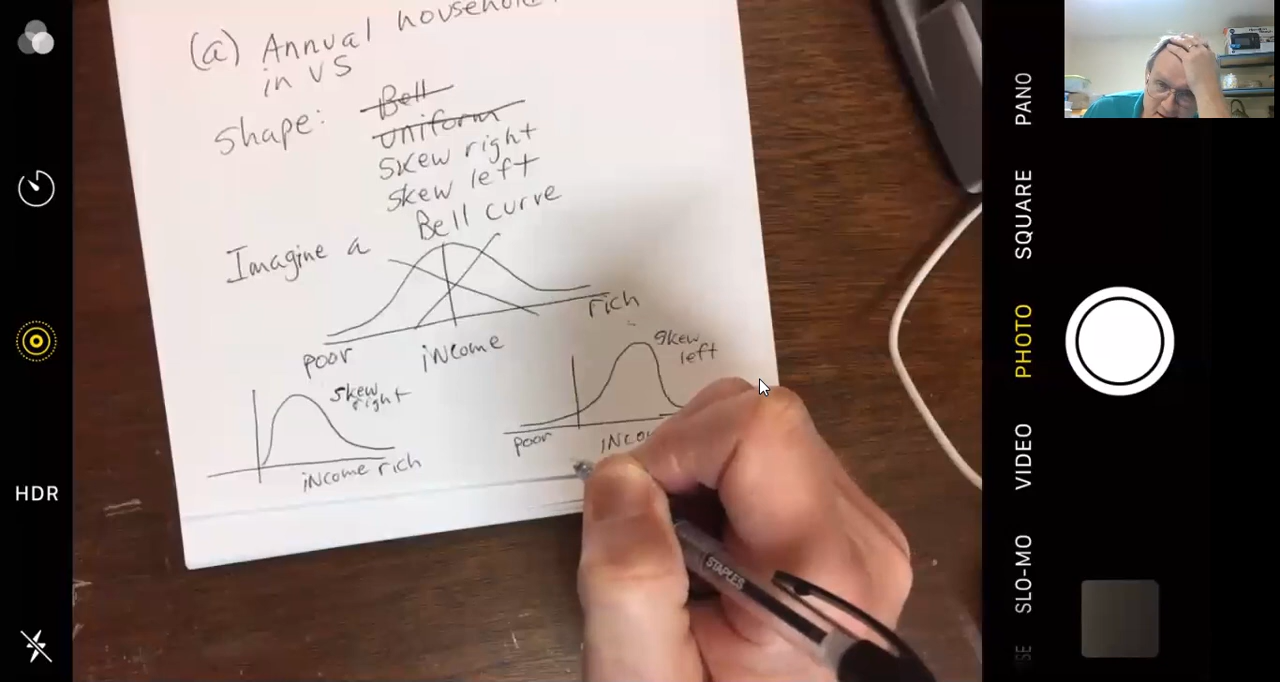 (a) Annual household
in US
shape: Bell
uniform
skew right
skew left
Imagine a Bell curve
poor income rich
skew right
income rich
skew left
poor
STAPLES
HDR
PANO
SQUARE
PHOTO
VIDEO
SLO-MO